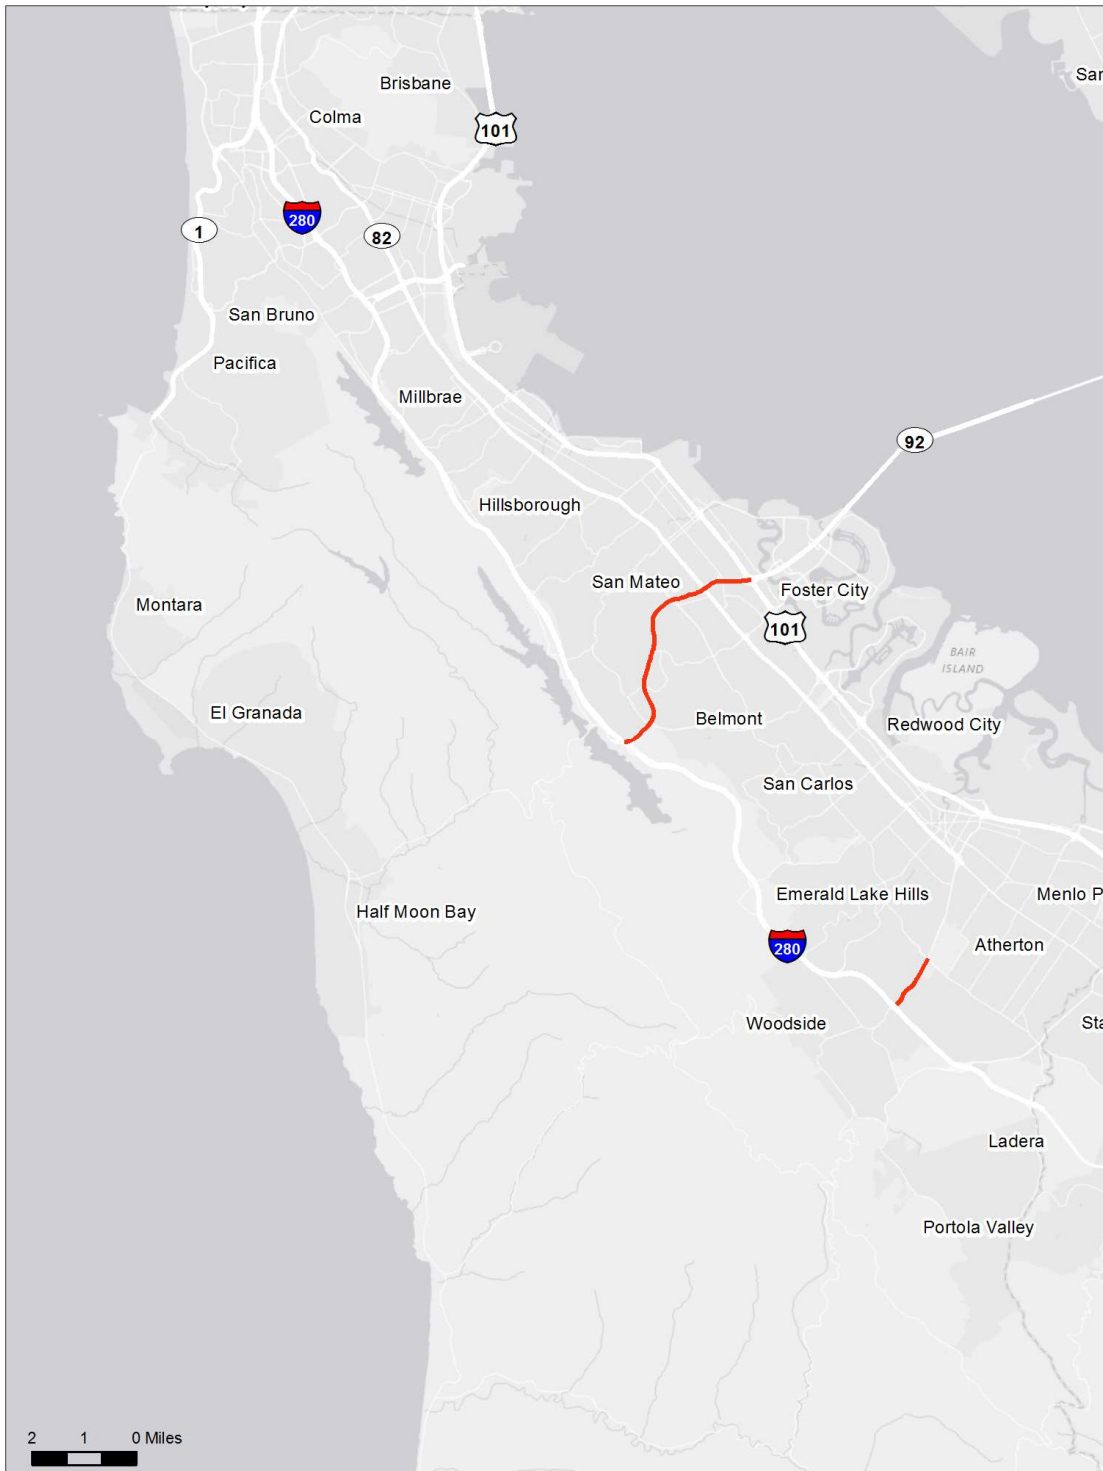 Brisbane
San
Colma
101
280
1
82
San Bruno
Pacifica
Millbrae
92
Hillsborough
San Mateo
Foster City
Montara
101
BAIR
ISLAND
El Granada
Belmont
Redwood City
San Carlos
Emerald Lake Hills
Menlo P
Half Moon Bay
Atherton
280
Woodside
Sta
Ladera
Portola Valley
2 1 0 Miles